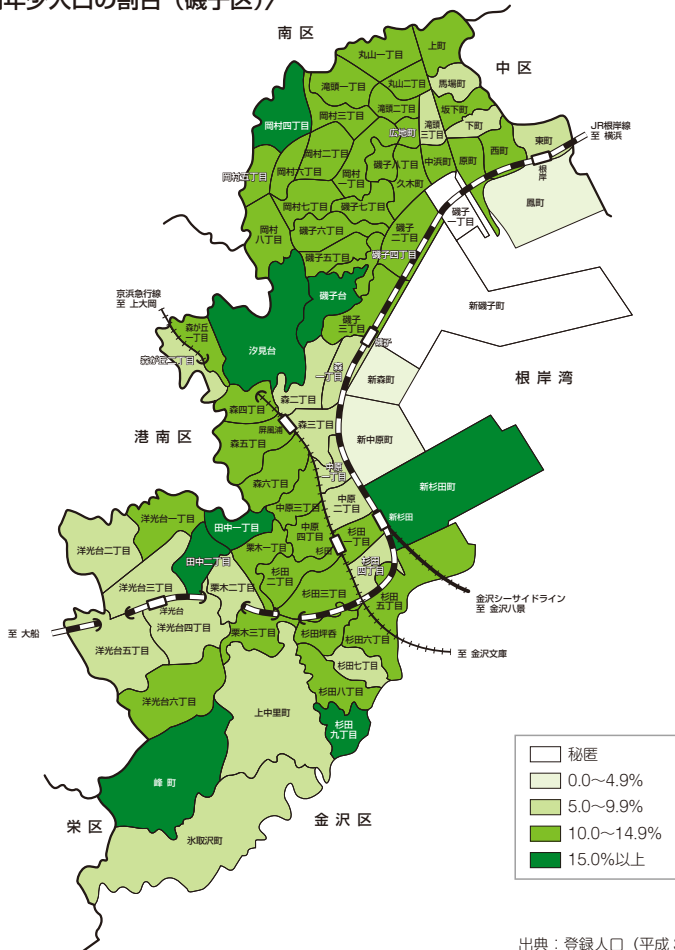 年少人口の割合（磯子区）
南 区
中 区
丸山一丁目
上町
滝頭一丁目
丸山二丁目
馬場町
岡村四丁目
岡村三丁目
滝頭二丁目
滝頭
三丁目
坂下町
下町
広地町
東町
JR根岸線
至 横浜
岡村二丁目
岡村五丁目
岡村六丁目
岡村
一丁目
磯子八丁目
久木町
中浜町
原町
西町
根岸
鳳町
岡村七丁目
磯子七丁目
岡村
八丁目
磯子六丁目
磯子
二丁目
磯子
一丁目
磯子五丁目
磯子四丁目
京浜急行線
至 上大岡
磯子台
新磯子町
森が丘
一丁目
磯子
三丁目
磯子
汐見台
森が丘二丁目
森
一丁目
新森町
根 岸 湾
森二丁目
森四丁目
屏風浦
森三丁目
港 南 区
森五丁目
新中原町
中原
一丁目
森六丁目
新杉田町
中原
二丁目
中原三丁目
洋光台一丁目
田中一丁目
中原
四丁目
杉田
杉田
一丁目
新杉田
洋光台二丁目
栗木一丁目
田中二丁目
杉田
四丁目
杉田
二丁目
洋光台三丁目
栗木二丁目
杉田三丁目
杉田
五丁目
金沢シーサイドライン
至 金沢八景
洋光台
至 大船
洋光台四丁目
栗木三丁目
杉田坪呑
杉田六丁目
洋光台五丁目
至 金沢文庫
杉田七丁目
洋光台六丁目
杉田八丁目
上中里町
杉田
九丁目
峰 町
栄 区
金 沢 区
氷取沢町
秘匿
0.0〜4.9%
5.0〜9.9%
10.0〜14.9%
15.0%以上
出典：登録人口（平成